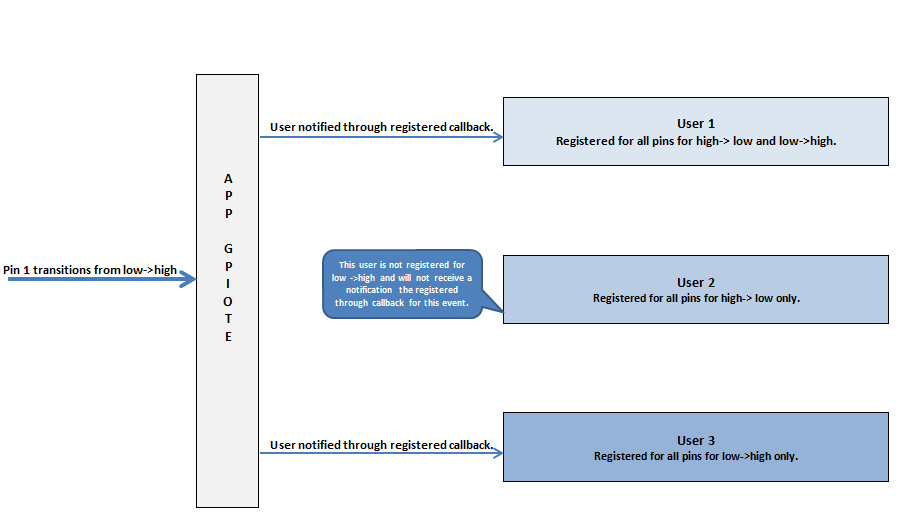 User notified through registered callback.
User 1
Registered for all pins for high-> low and low->high.
A
P
P
G
P
I
O
T
E
Pin 1 transitions from low->high
This user is not registered for
low ->high and will not receive a
notification the registered
through callback for this event.
User 2
Registered for all pins for high-> low only.
User notified through registered callback.
User 3
Registered for all pins for low->high only.